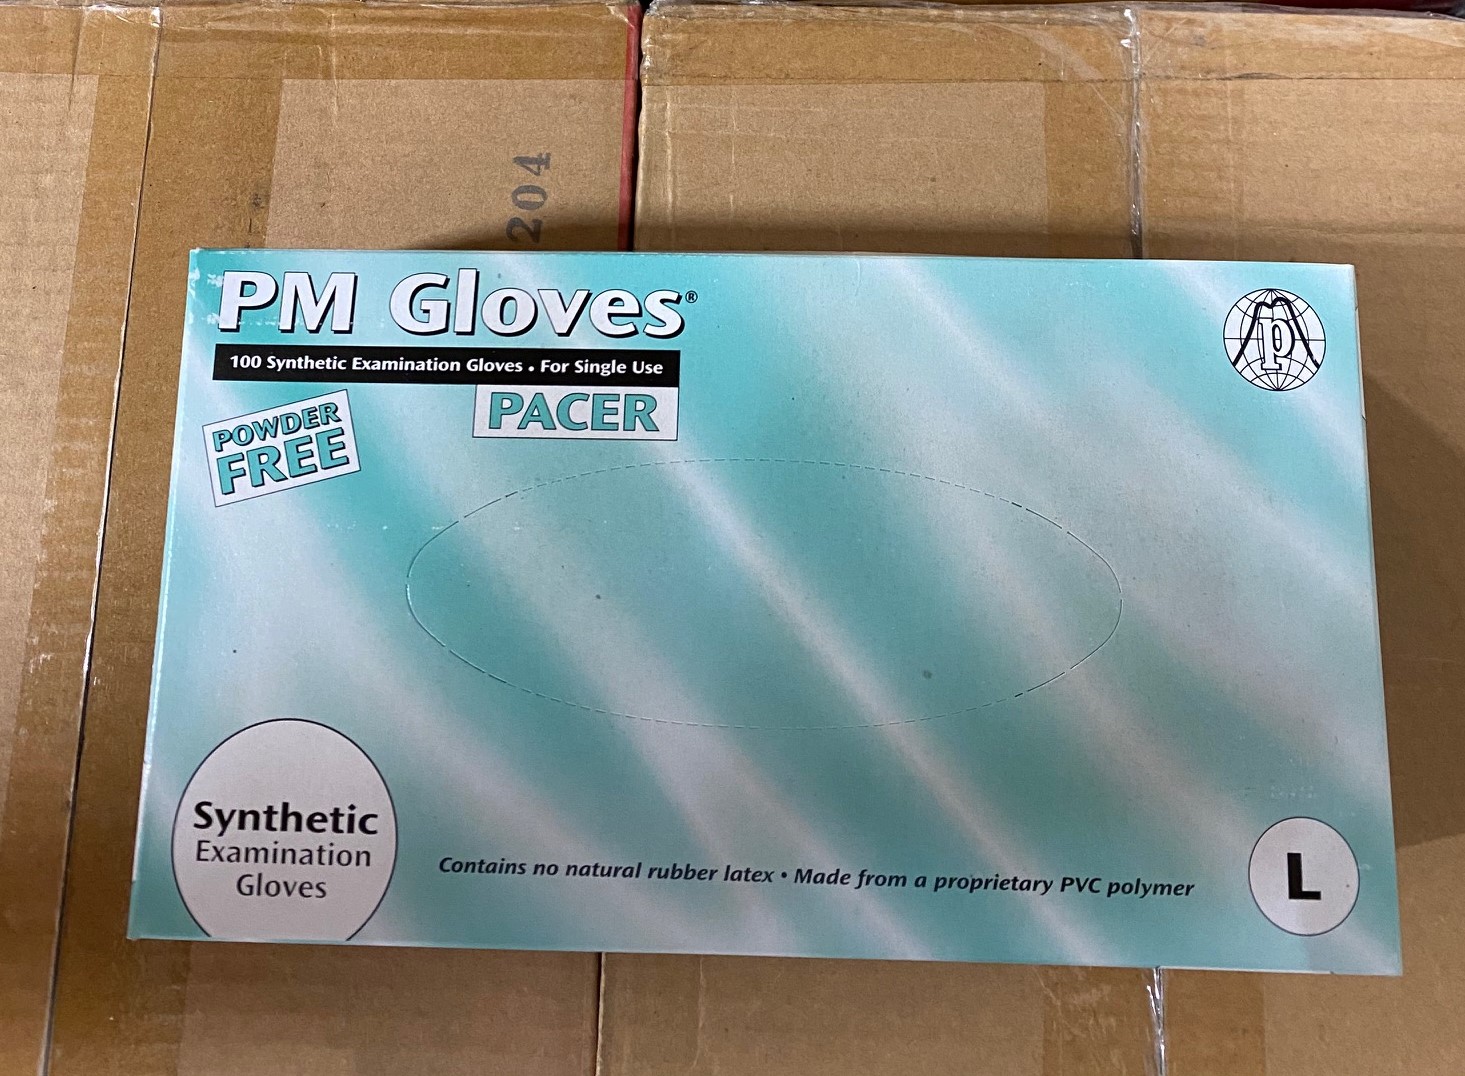 204
PM Gloves®
100 Synthetic Examination Gloves • For Single Use
PACER
POWDER
FREE
p
Synthetic
Examination
Gloves
Contains no natural rubber latex • Made from a proprietary PVC polymer
L